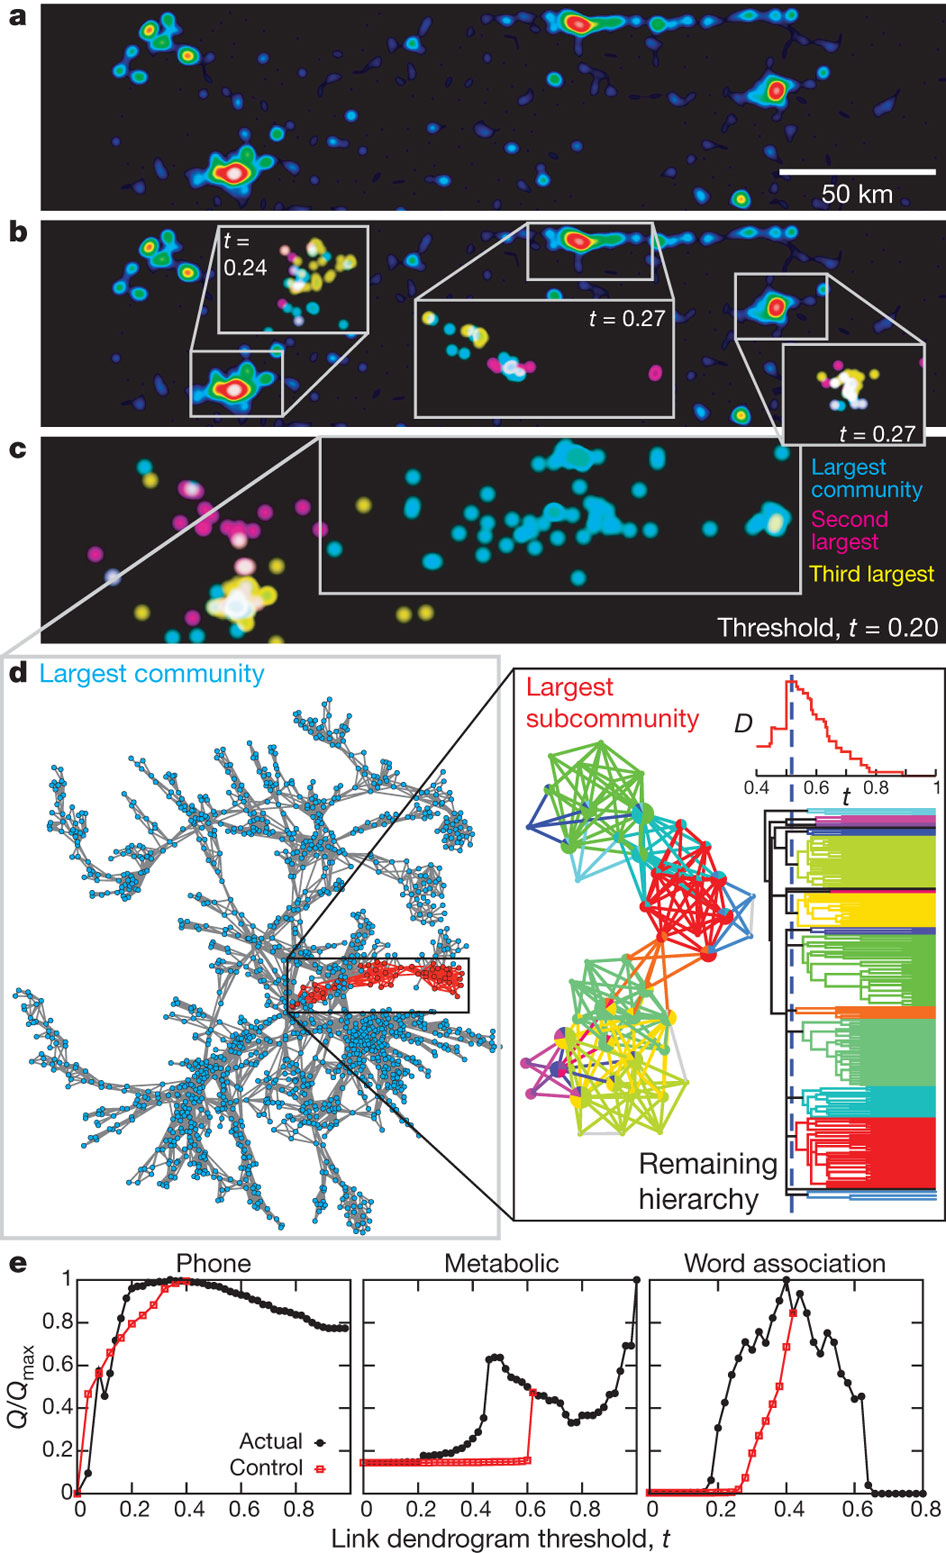 a
50 km
b
t =
0.24
t = 0.27
t = 0.27
c
Largest
community
Second
largest
Third largest
Threshold, t = 0.20
d Largest community
Largest
subcommunity
D
0.4 0.6 0.8 1
t
Remaining
hierarchy
e
Phone Metabolic Word association
1
0.8
0.6
0.4
0.2
0
Q/Qmax
Actual
Control
0 0.2 0.4 0.6 0.8 0 0.2 0.4 0.6 0.8 0 0.2 0.4 0.6 0.8
Link dendrogram threshold, t